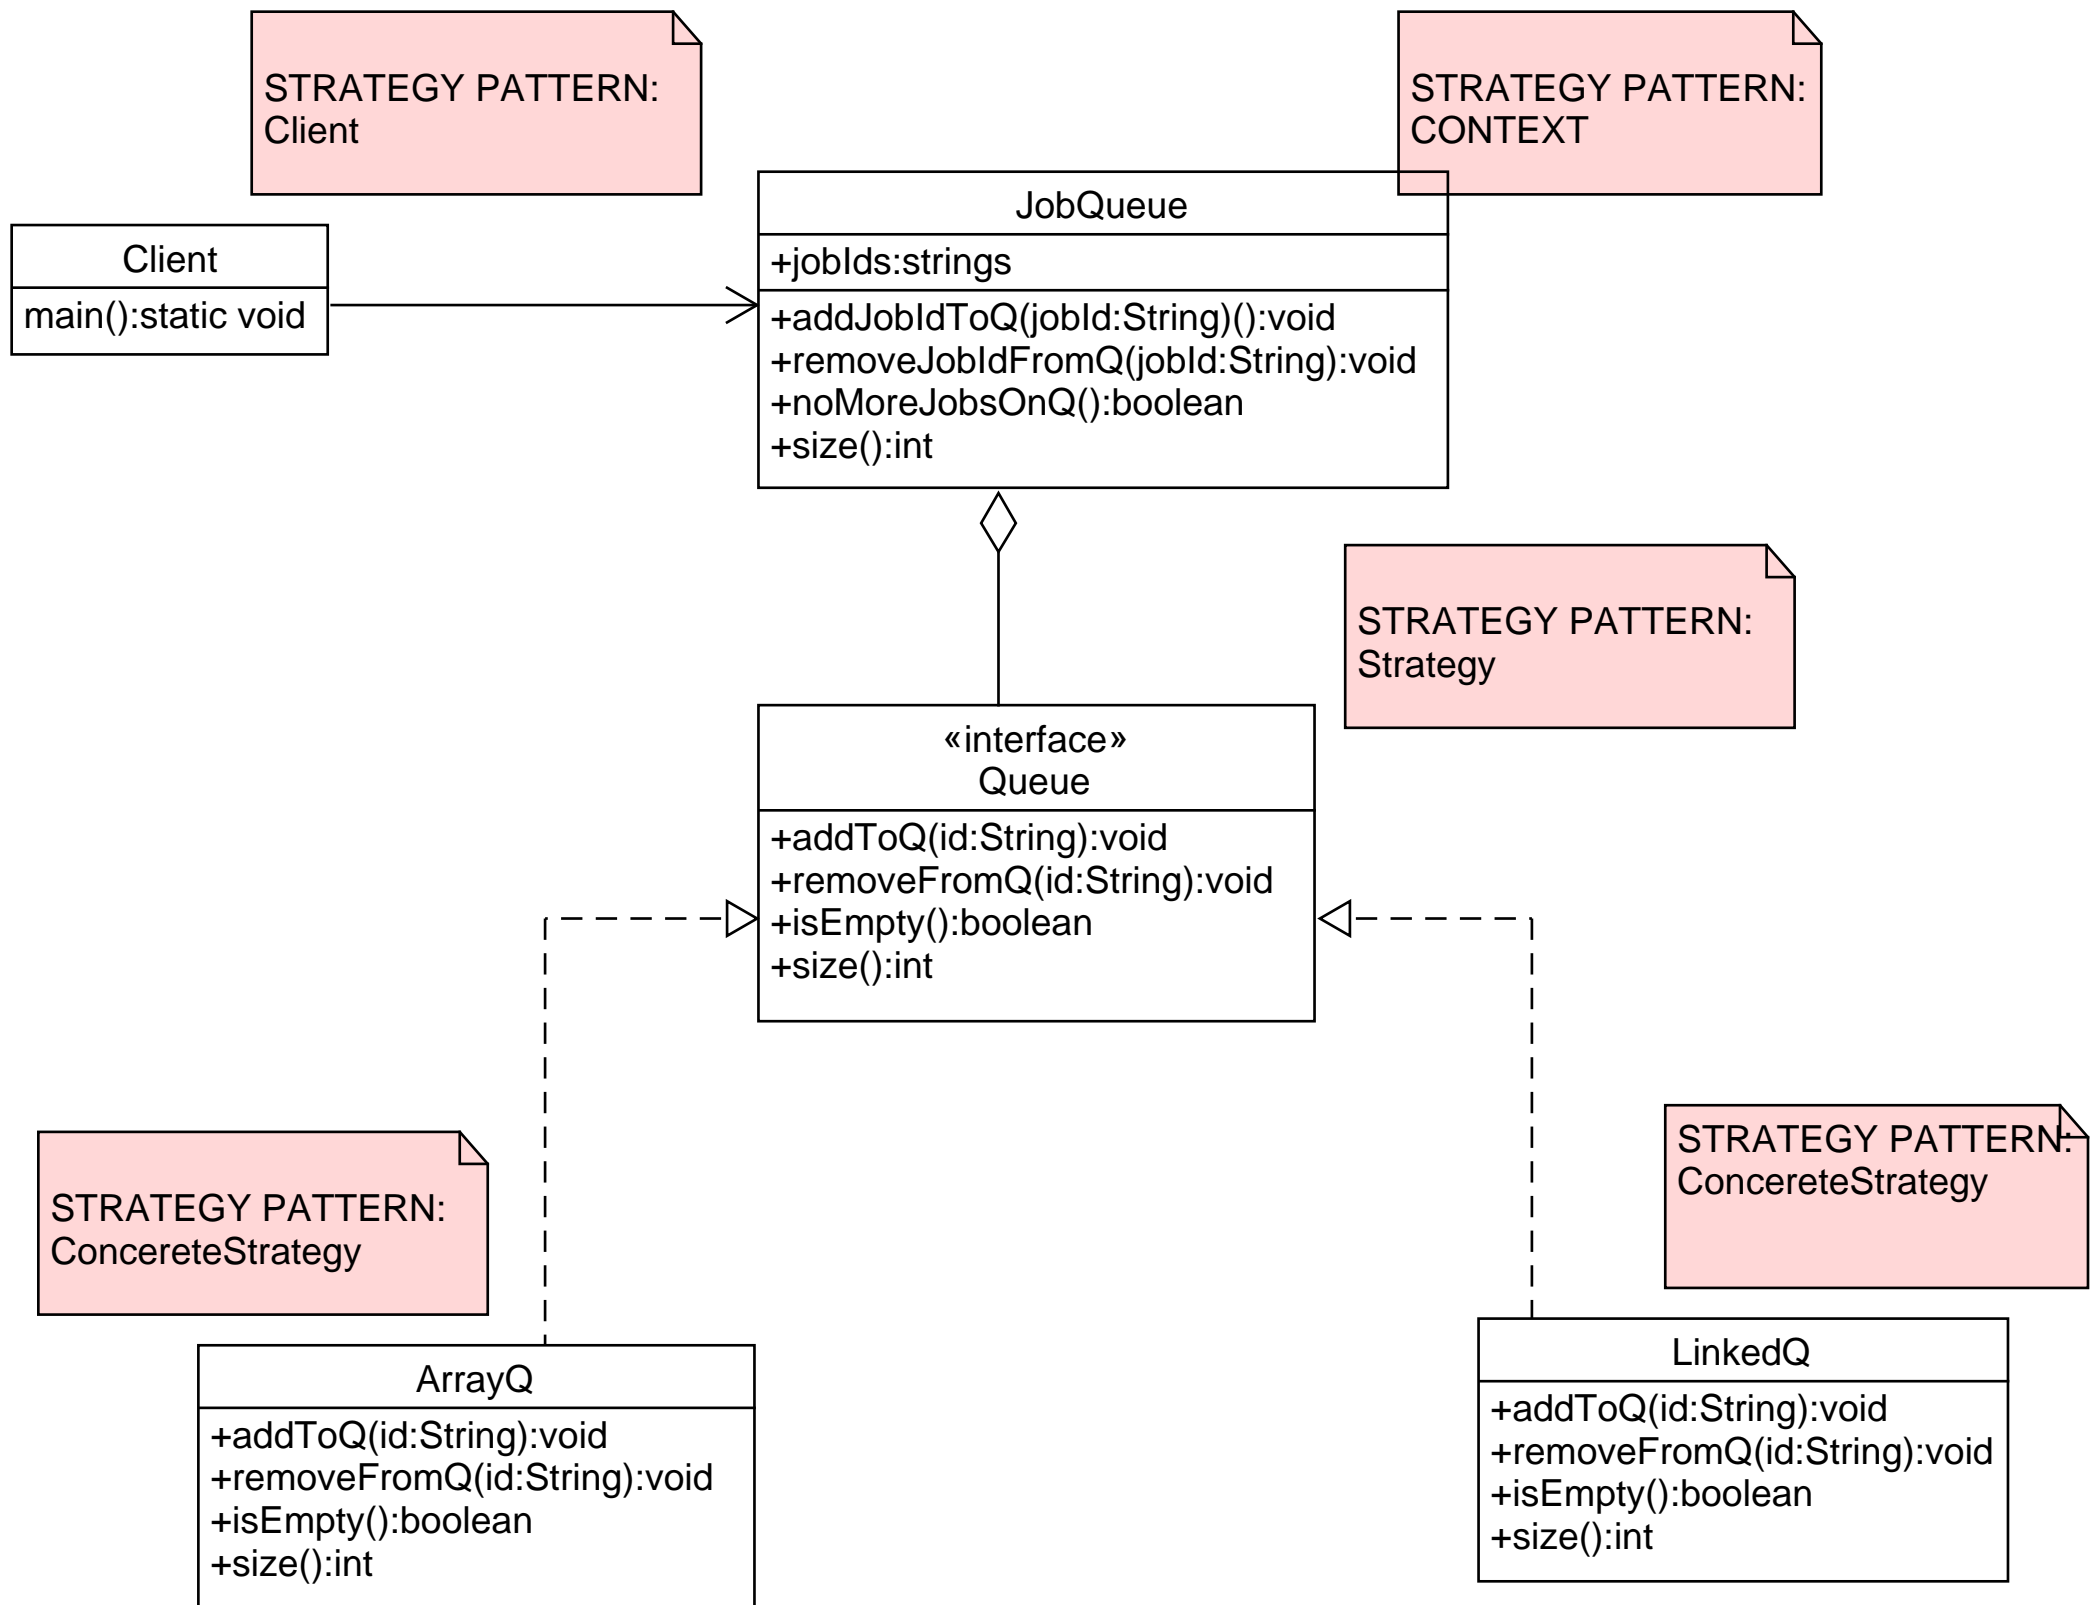 STRATEGY PATTERN:
Client
STRATEGY PATTERN:
CONTEXT
JobQueue
+jobIds:strings
+addJobIdToQ(jobId:String)():void
+removeJobIdFromQ(jobId:String):void
+noMoreJobsOnQ():boolean
+size():int
Client
main():static void
STRATEGY PATTERN:
Strategy
«interface»
Queue
+addToQ(id:String):void
+removeFromQ(id:String):void
+isEmpty():boolean
+size():int
STRATEGY PATTERN:
ConcereteStrategy
STRATEGY PATTERN:
ConcereteStrategy
ArrayQ
+addToQ(id:String):void
+removeFromQ(id:String):void
+isEmpty():boolean
+size():int
LinkedQ
+addToQ(id:String):void
+removeFromQ(id:String):void
+isEmpty():boolean
+size():int